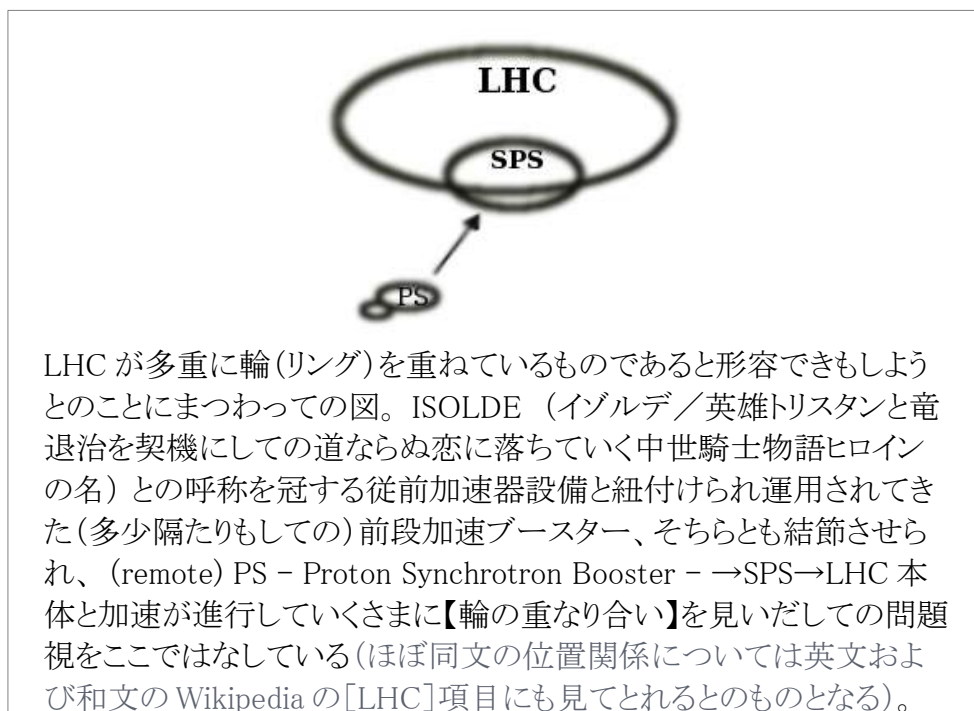 LHC
SPS
PS
LHC が多重に輪(リング)を重ねているものであると形容できもしよう
とのことにまつわっての図。ISOLDE (イゾルデ/英雄トリスタンと竜
退治を契機にしての道ならぬ恋に落ちていく中世騎士物語ヒロイン
の名) との呼称を冠する従前加速器設備と紐付けられ運用されてき
た(多少隔たりもしての)前段加速ブースター、そちらとも結節させら
れ、 (remote) PS – Proton Synchrotron Booster – →SPS→LHC 本
体と加速が進行していくさまに【輪の重なり合い】を見いだしての問題
視をここではなしている(ほぼ同文の位置関係については英文およ
び和文の Wikipedia の[LHC]項目にも見てとれるとのものとなる)。